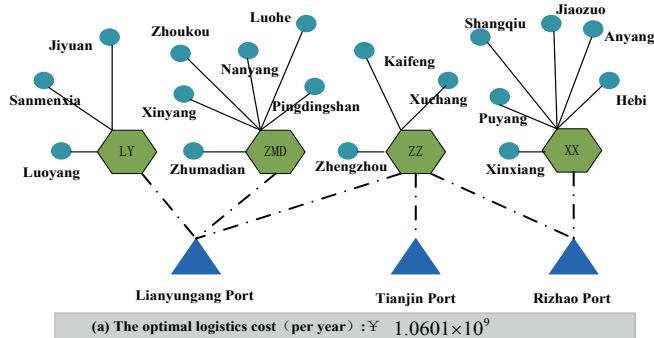 Luohe
Jiaozuo
Shangqiu
Zhoukou
Anyang
Jiyuan
Nanyang
Kaifeng
Sanmenxia
Hebi
Xinyang
Pingdingshan
Xuchang
Puyang
LY
ZMD
ZZ
XX
Luoyang
Zhumadian
Zhengzhou
Xinxiang
Lianyungang Port
Tianjin Port
Rizhao Port
(a) The optimal logistics cost（per year）:￥ 1.0601×10⁹